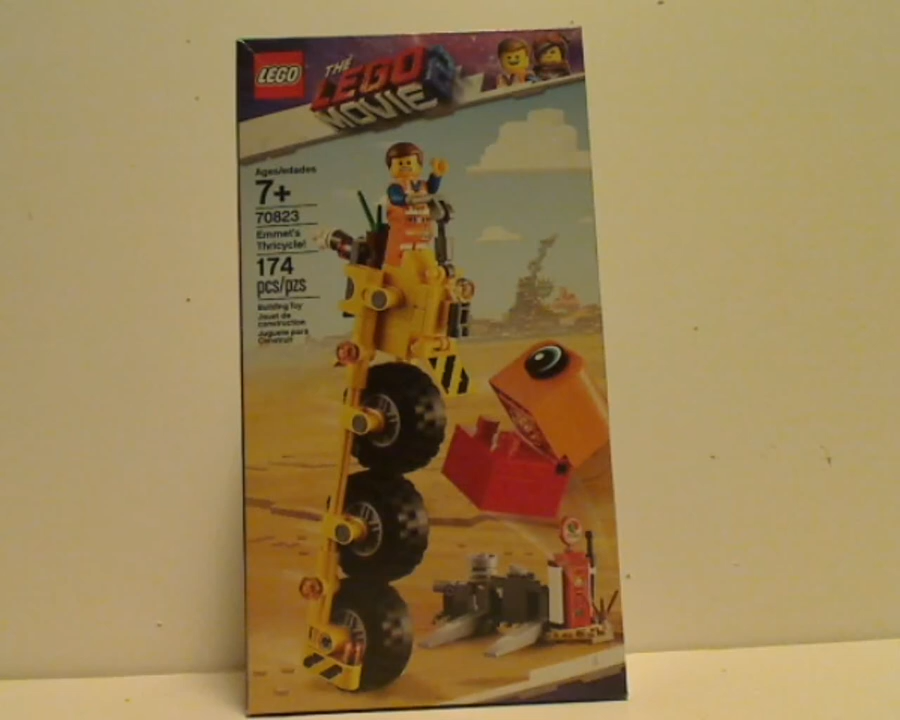 LEGO
THE
LEGO
MOVIE 2
Ages/edades
7+
70823
Emmet's
Thricycle!
174
pcs/pzs
Building Toy
Jouet de
construction
Juguete para
Construir